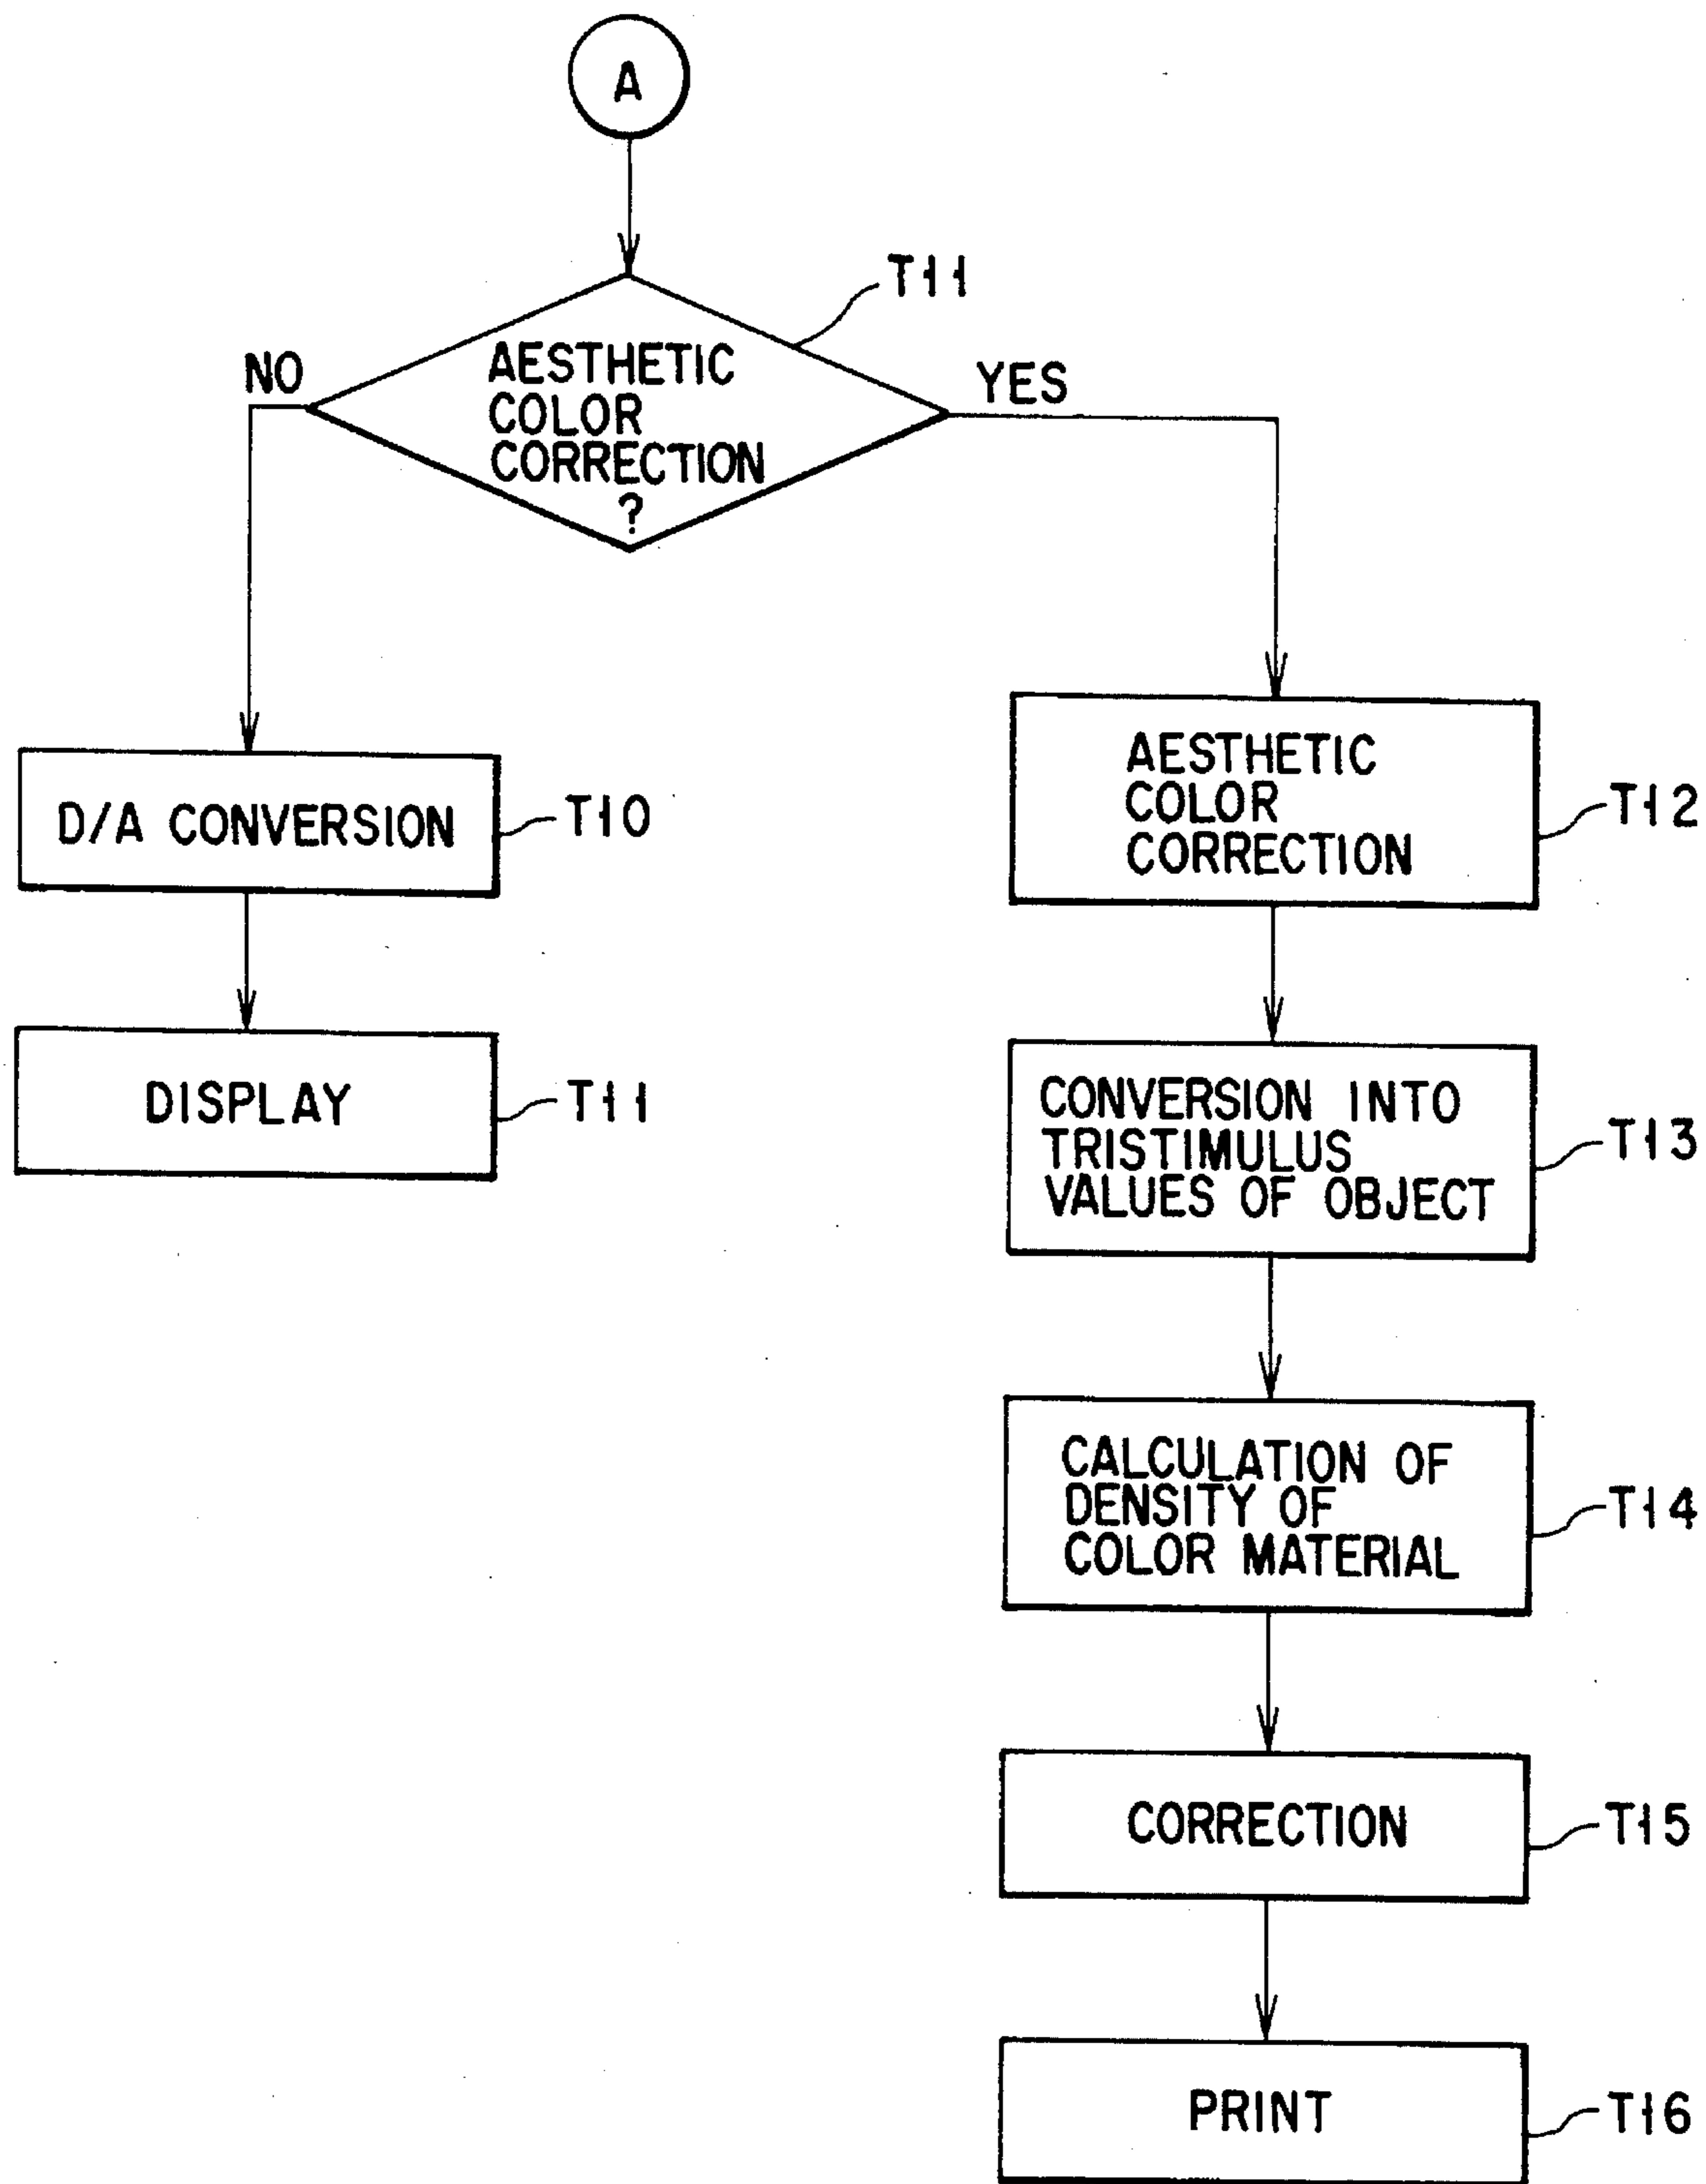 A
T11
NO
AESTHETIC
COLOR
CORRECTION
?
YES
D/A CONVERSION
T10
DISPLAY
T11
AESTHETIC
COLOR
CORRECTION
T12
CONVERSION INTO
TRISTIMULUS
VALUES OF OBJECT
T13
CALCULATION OF
DENSITY OF
COLOR MATERIAL
T14
CORRECTION
T15
PRINT
T16